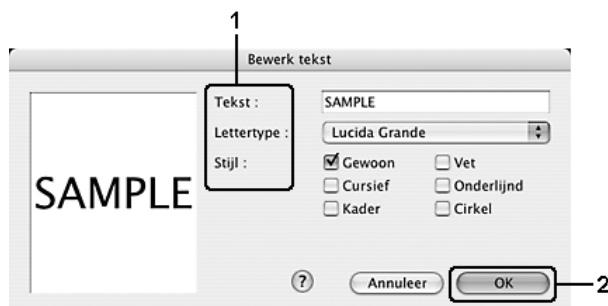 1
Bewerk tekst
Tekst : SAMPLE
Lettertype : Lucida Grande
Stijl : Gewoon Vet
Cursief Onderlijnd
Kader Cirkel
SAMPLE
? Annuleer OK 2